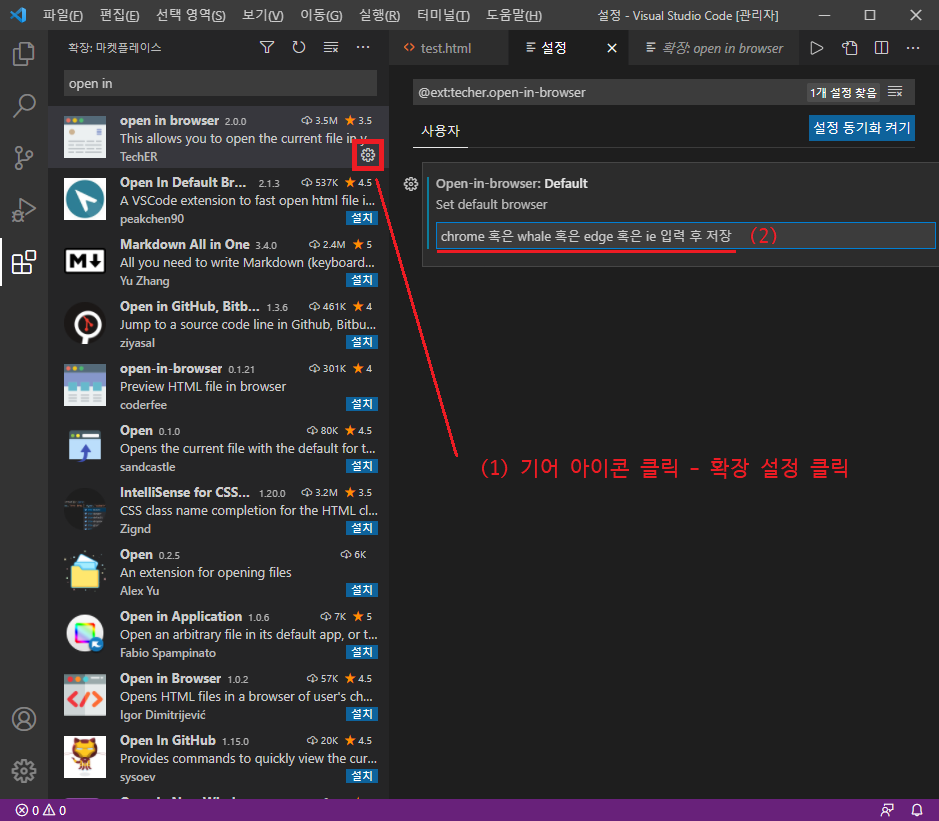 파일(F) 편집(E) 선택 영역(S) 보기(V) 이동(G) 실행(R) 터미널(T) 도움말(H) 설정 - Visual Studio Code [관리자]
확장: 마켓플레이스
open in
open in browser 2.0.0 3.5M 3.5
This allows you to open the current file in y
TechER
Open In Default Br... 2.1.3 537K 4.5
A VSCode extension to fast open html file i...
peakchen90 설치
Markdown All in One 3.4.0 2.4M 5
All you need to write Markdown (keyboard...
Yu Zhang 설치
Open in GitHub, Bitb... 1.3.6 461K 4
Jump to a source code line in Github, Bitbu...
ziyasal 설치
open-in-browser 0.1.21 301K 4
Preview HTML file in browser
coderfee 설치
Open 0.1.0 80K 4.5
Opens the current file with the default for t...
sandcastle 설치
IntelliSense for CSS... 1.20.0 3.2M 3.5
CSS class name completion for the HTML cl...
Zignd 설치
Open 0.2.5 6K
An extension for opening files
Alex Yu 설치
Open in Application 1.0.6 7K 5
Open an arbitrary file in its default app, or t...
Fabio Spampinato 설치
Open in Browser 1.0.2 57K 4.5
Opens HTML files in a browser of user's ch...
Igor Dimitrijević 설치
Open In GitHub 1.15.0 20K 4.5
Provides commands to quickly view the cur...
sysoev 설치
test.html 설정 확장: open in browser
@ext:techer.open-in-browser 1개 설정 찾음
사용자 설정 동기화 켜기
Open-in-browser: Default
Set default browser
chrome 혹은 whale 혹은 edge 혹은 ie 입력 후 저장 (2)
(1) 기어 아이콘 클릭 - 확장 설정 클릭
0 0